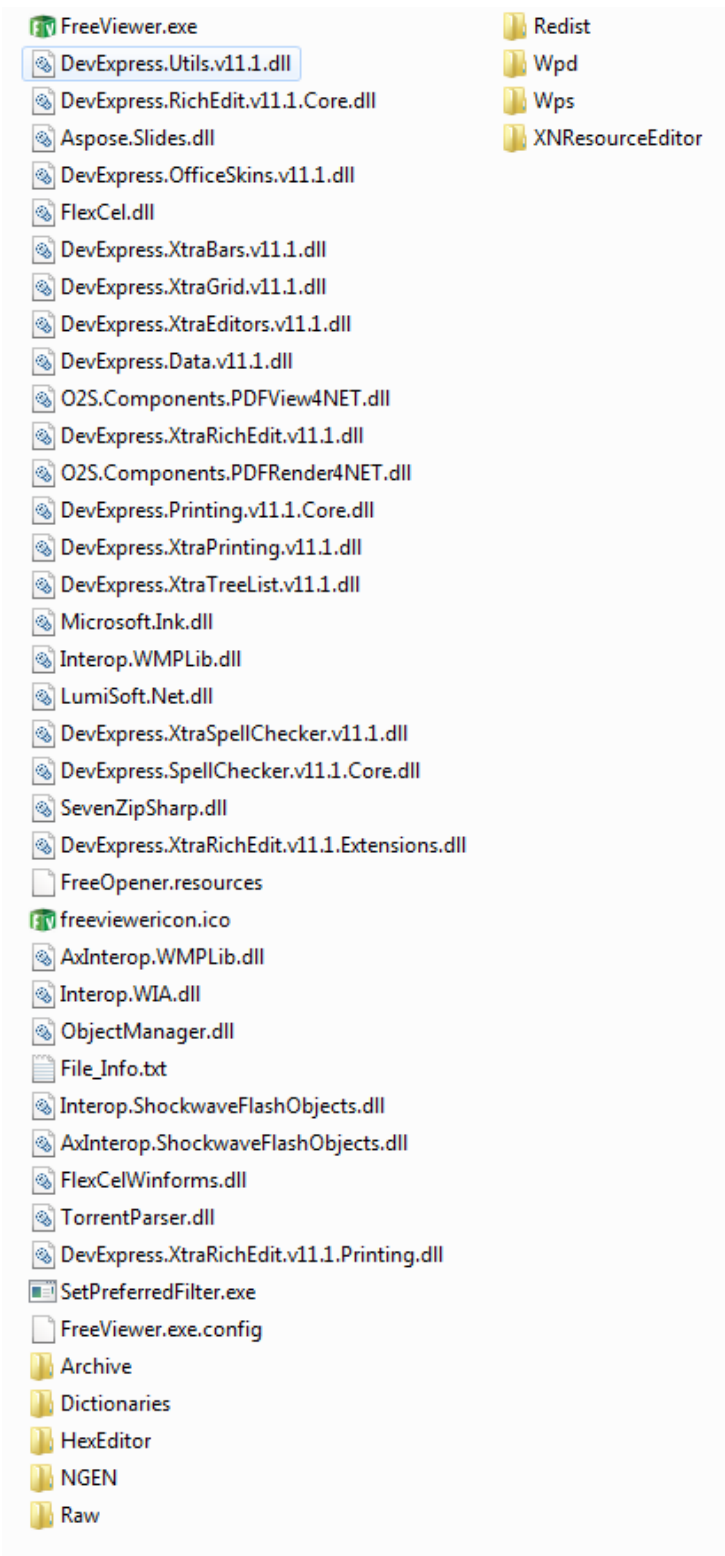 FreeViewer.exe
DevExpress.Utils.v11.1.dll
DevExpress.RichEdit.v11.1.Core.dll
Aspose.Slides.dll
DevExpress.OfficeSkins.v11.1.dll
FlexCel.dll
DevExpress.XtraBars.v11.1.dll
DevExpress.XtraGrid.v11.1.dll
DevExpress.XtraEditors.v11.1.dll
DevExpress.Data.v11.1.dll
O2S.Components.PDFView4NET.dll
DevExpress.XtraRichEdit.v11.1.dll
O2S.Components.PDFRender4NET.dll
DevExpress.Printing.v11.1.Core.dll
DevExpress.XtraPrinting.v11.1.dll
DevExpress.XtraTreeList.v11.1.dll
Microsoft.Ink.dll
Interop.WMPLib.dll
LumiSoft.Net.dll
DevExpress.XtraSpellChecker.v11.1.dll
DevExpress.SpellChecker.v11.1.Core.dll
SevenZipSharp.dll
DevExpress.XtraRichEdit.v11.1.Extensions.dll
FreeOpener.resources
freeviewericon.ico
AxInterop.WMPLib.dll
Interop.WIA.dll
ObjectManager.dll
File_Info.txt
Interop.ShockwaveFlashObjects.dll
AxInterop.ShockwaveFlashObjects.dll
FlexCelWinforms.dll
TorrentParser.dll
DevExpress.XtraRichEdit.v11.1.Printing.dll
SetPreferredFilter.exe
FreeViewer.exe.config
Archive
Dictionaries
HexEditor
NGEN
Raw
Redist
Wpd
Wps
XNResourceEditor